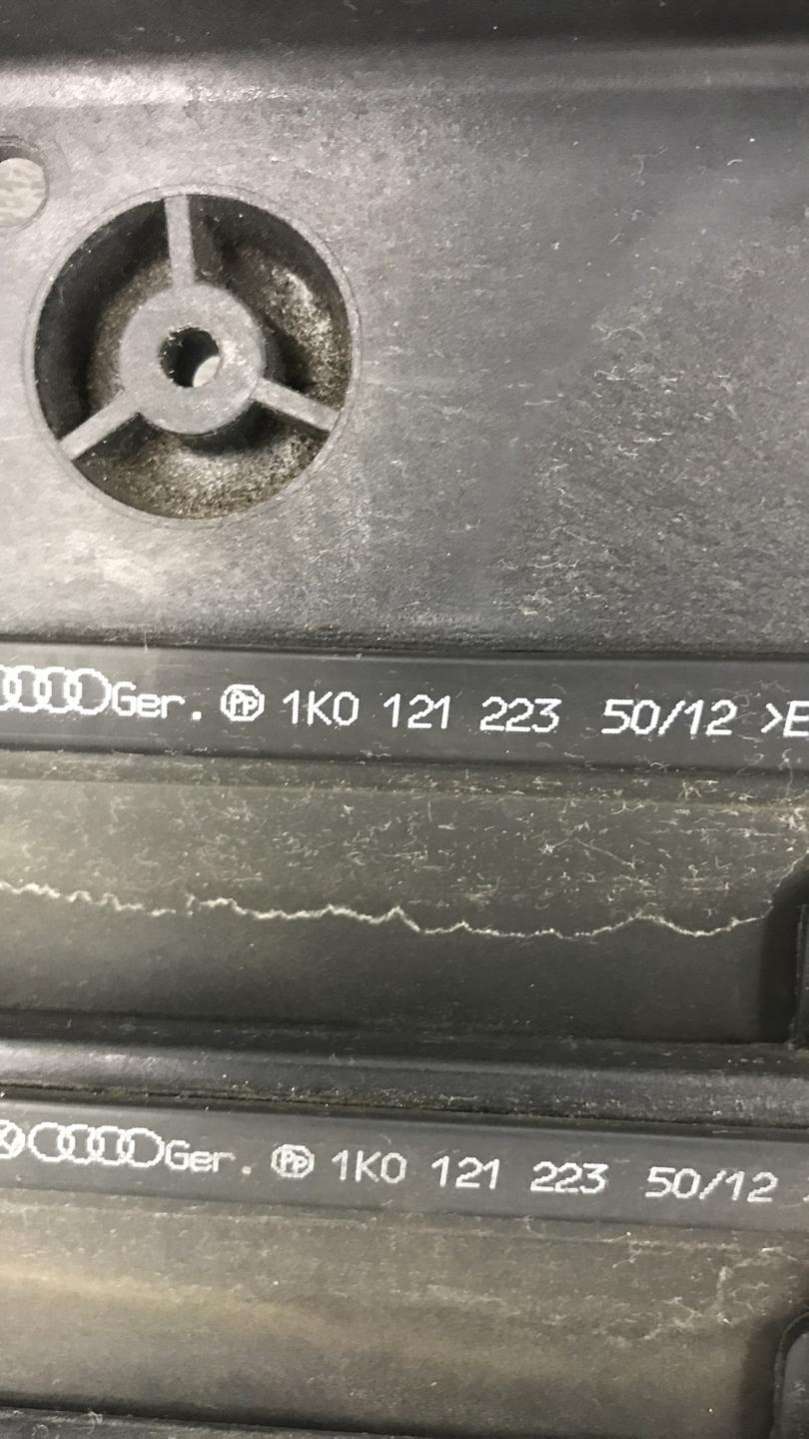 Ger. PP 1K0 121 223 50/12 >E
Ger. PP 1K0 121 223 50/12